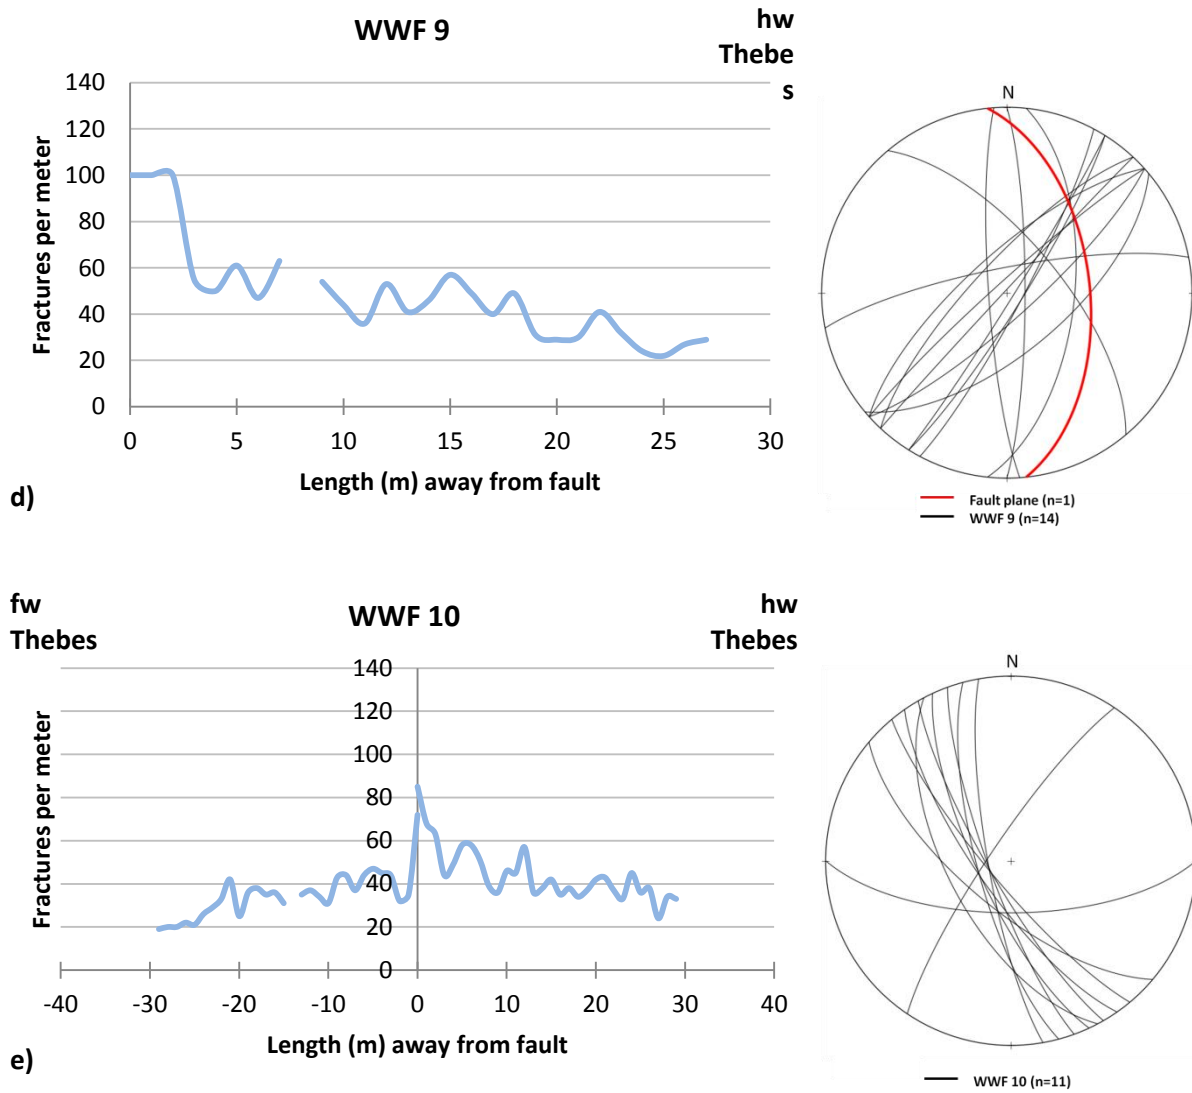 WWF 9
hw
Thebe
s
140
120
100
80
60
40
20
0
0 5 10 15 20 25 30
Fractures per meter
Length (m) away from fault
d)
N
Fault plane (n=1)
WWF 9 (n=14)
fw
Thebes
WWF 10
hw
Thebes
140
120
100
80
60
40
20
0
-40 -30 -20 -10 0 10 20 30 40
Fractures per meter
Length (m) away from fault
e)
N
WWF 10 (n=11)